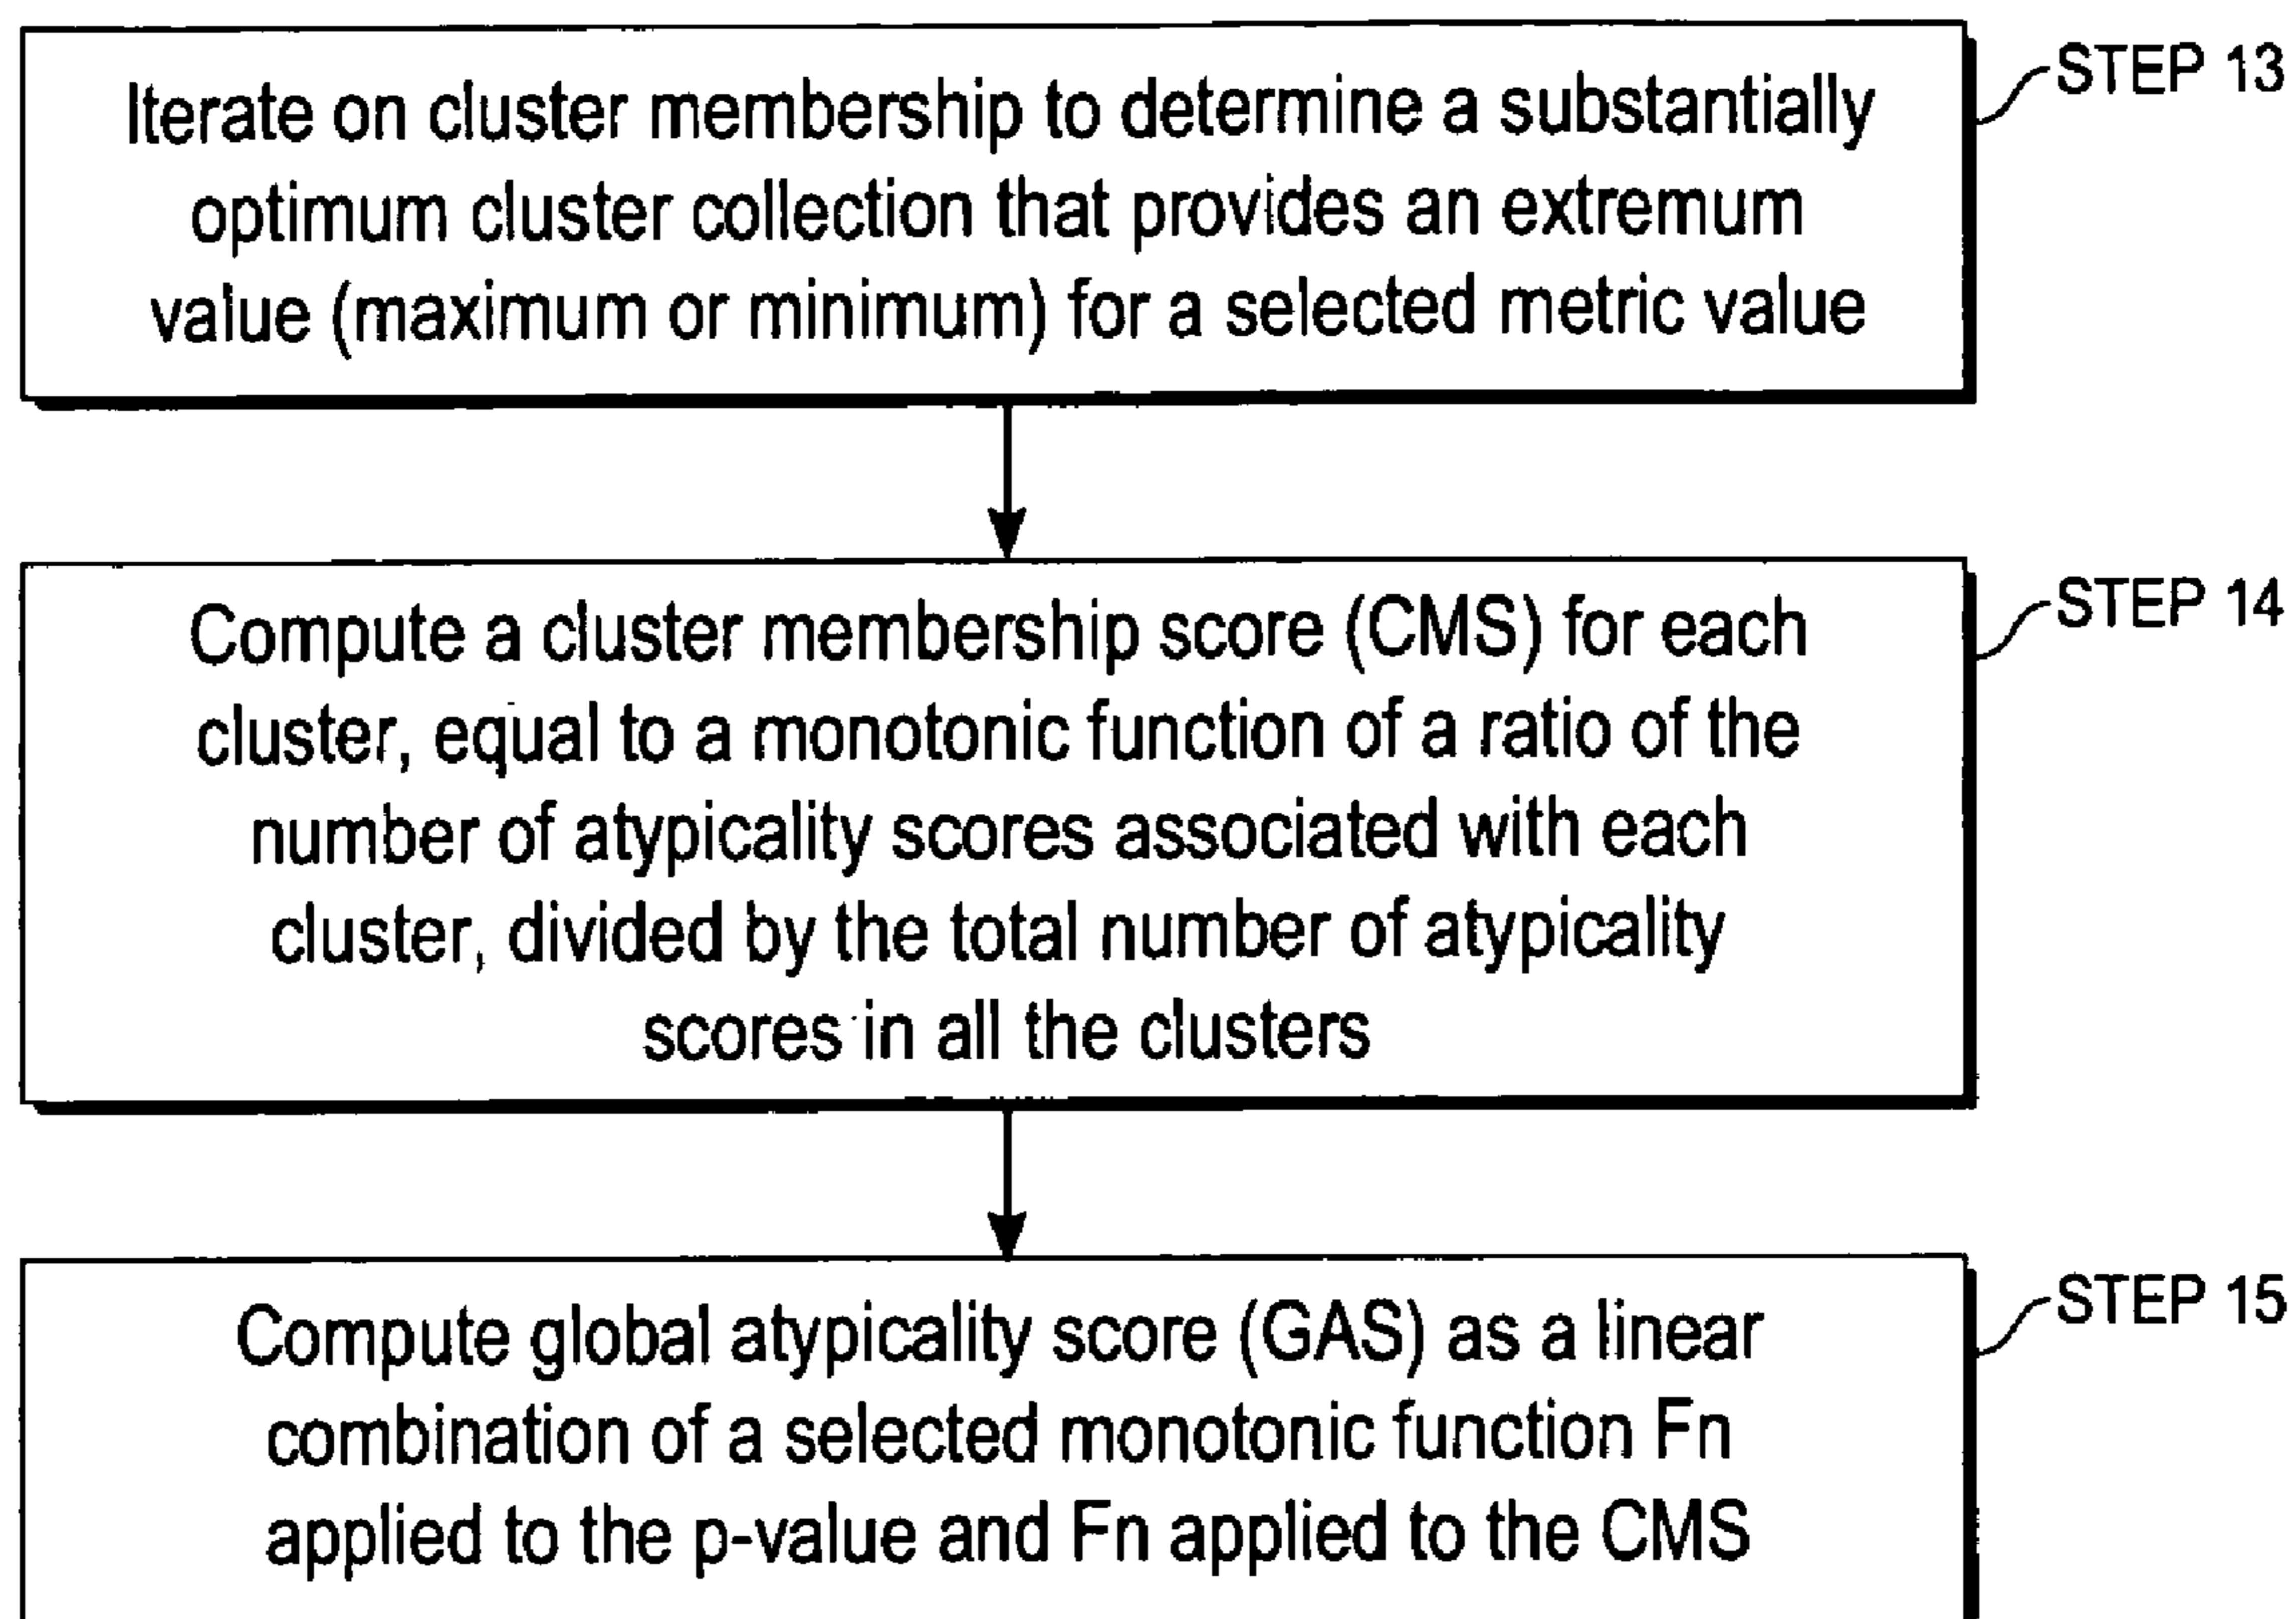 Iterate on cluster membership to determine a substantially
optimum cluster collection that provides an extremum
value (maximum or minimum) for a selected metric value
STEP 13
Compute a cluster membership score (CMS) for each
cluster, equal to a monotonic function of a ratio of the
number of atypicality scores associated with each
cluster, divided by the total number of atypicality
scores in all the clusters
STEP 14
Compute global atypicality score (GAS) as a linear
combination of a selected monotonic function Fn
applied to the p-value and Fn applied to the CMS
STEP 15